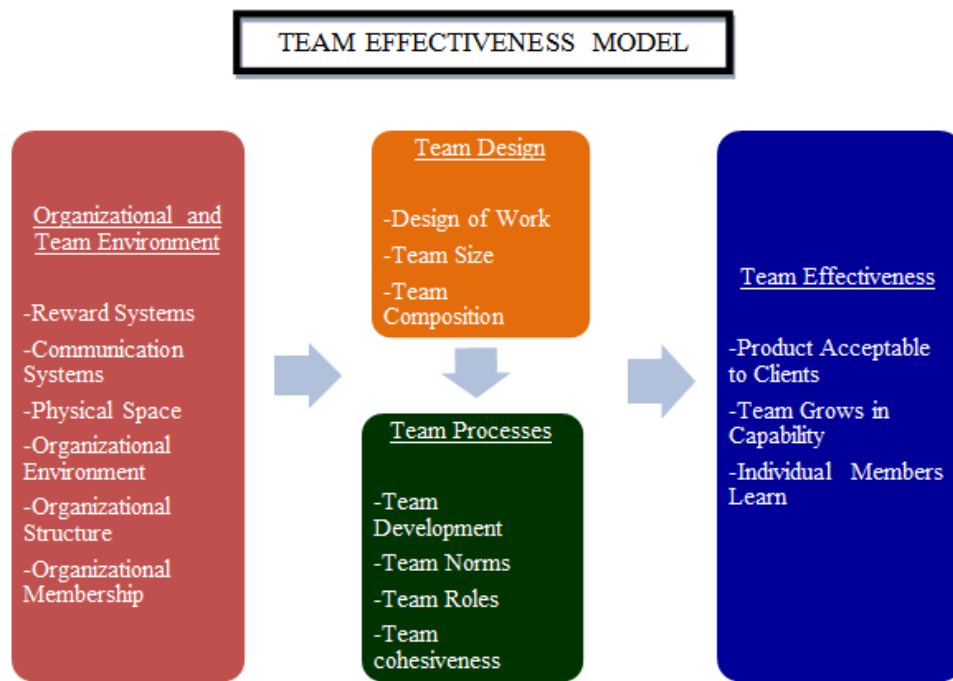 TEAM EFFECTIVENESS MODEL
Organizational and
Team Environment
-Reward Systems
-Communication
Systems
-Physical Space
-Organizational
Environment
-Organizational
Structure
-Organizational
Membership
Team Design
-Design of Work
-Team Size
-Team
Composition
Team Processes
-Team
Development
-Team Norms
-Team Roles
-Team
cohesiveness
Team Effectiveness
-Product Acceptable
to Clients
-Team Grows in
Capability
-Individual Members
Learn